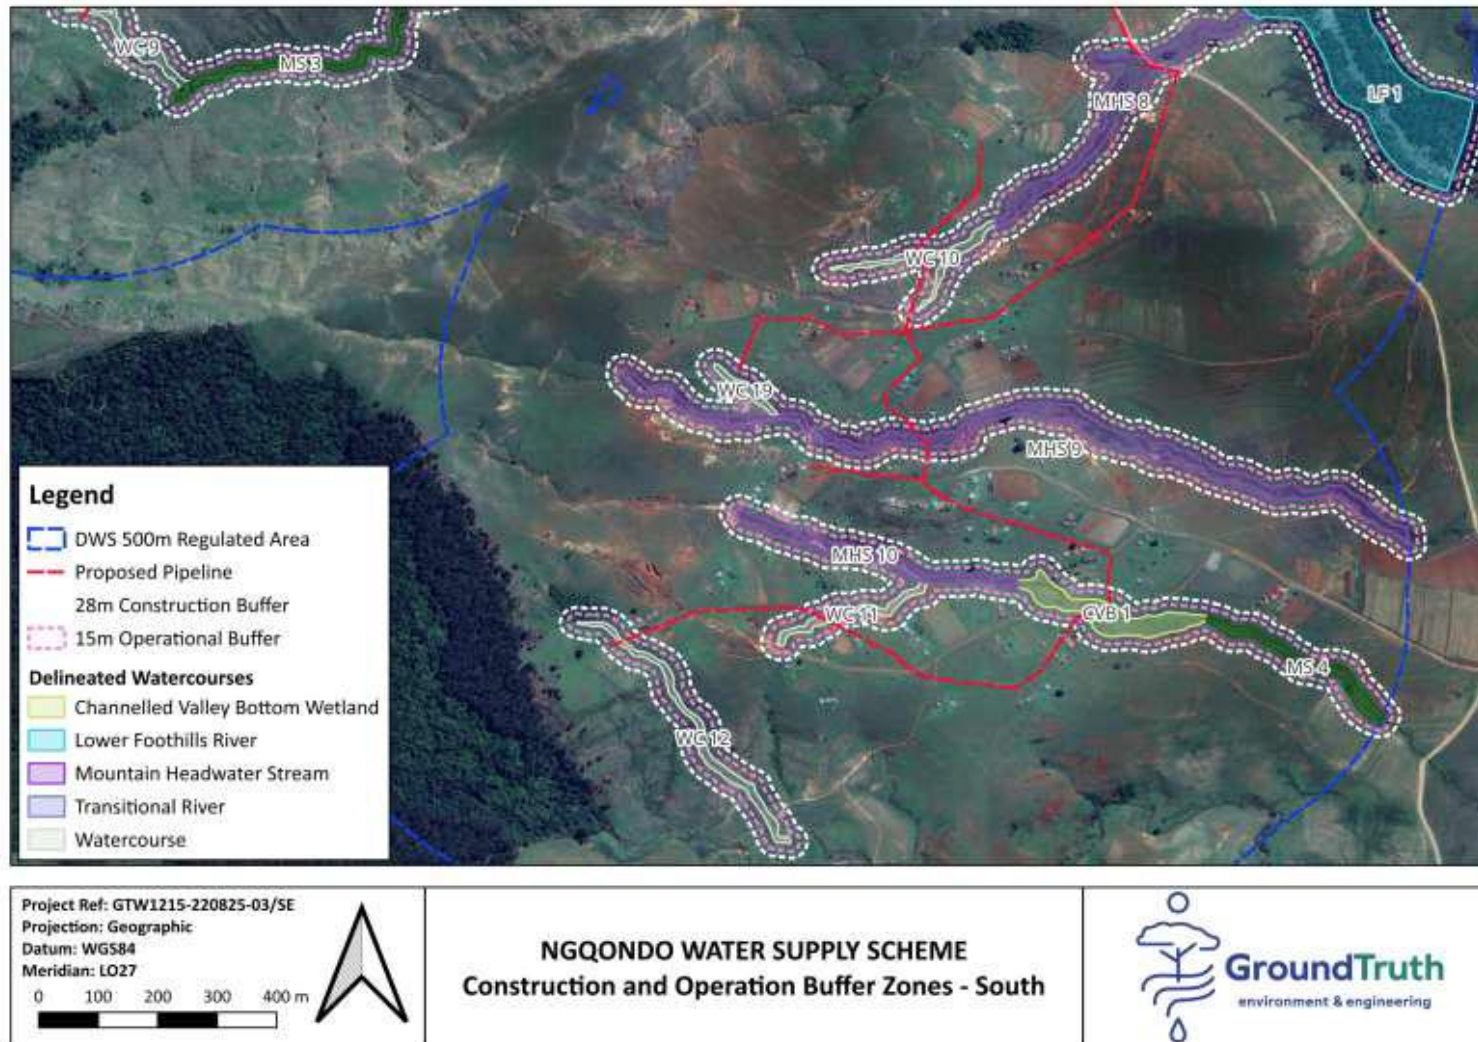 WC 9
MS 3
MHS 8
LF 1
WC 10
WC 19
MHS 9
MHS 10
WC 11
CVB 1
MS 4
WC 12
Legend
DWS 500m Regulated Area
Proposed Pipeline
28m Construction Buffer
15m Operational Buffer
Delineated Watercourses
Channelled Valley Bottom Wetland
Lower Foothills River
Mountain Headwater Stream
Transitional River
Watercourse
Project Ref: GTW1215-220825-03/SE
Projection: Geographic
Datum: WGS84
Meridian: LO27
0 100 200 300 400 m
NGQONDO WATER SUPPLY SCHEME
Construction and Operation Buffer Zones - South
GroundTruth
environment & engineering